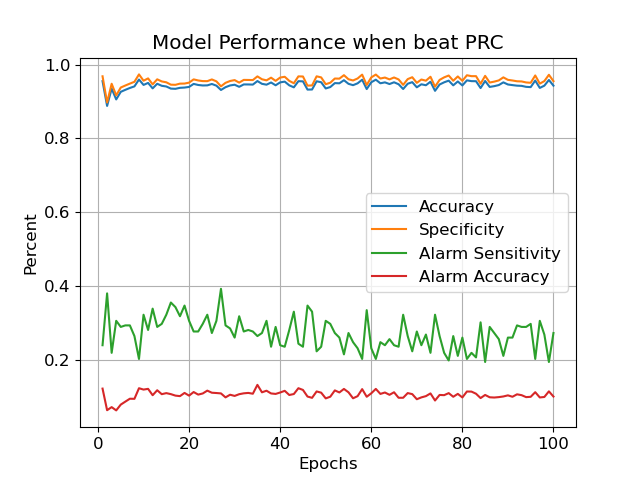 Model Performance when beat PRC
1.0
0.8
0.6
0.4
0.2
Percent
Accuracy
Specificity
Alarm Sensitivity
Alarm Accuracy
0 20 40 60 80 100
Epochs